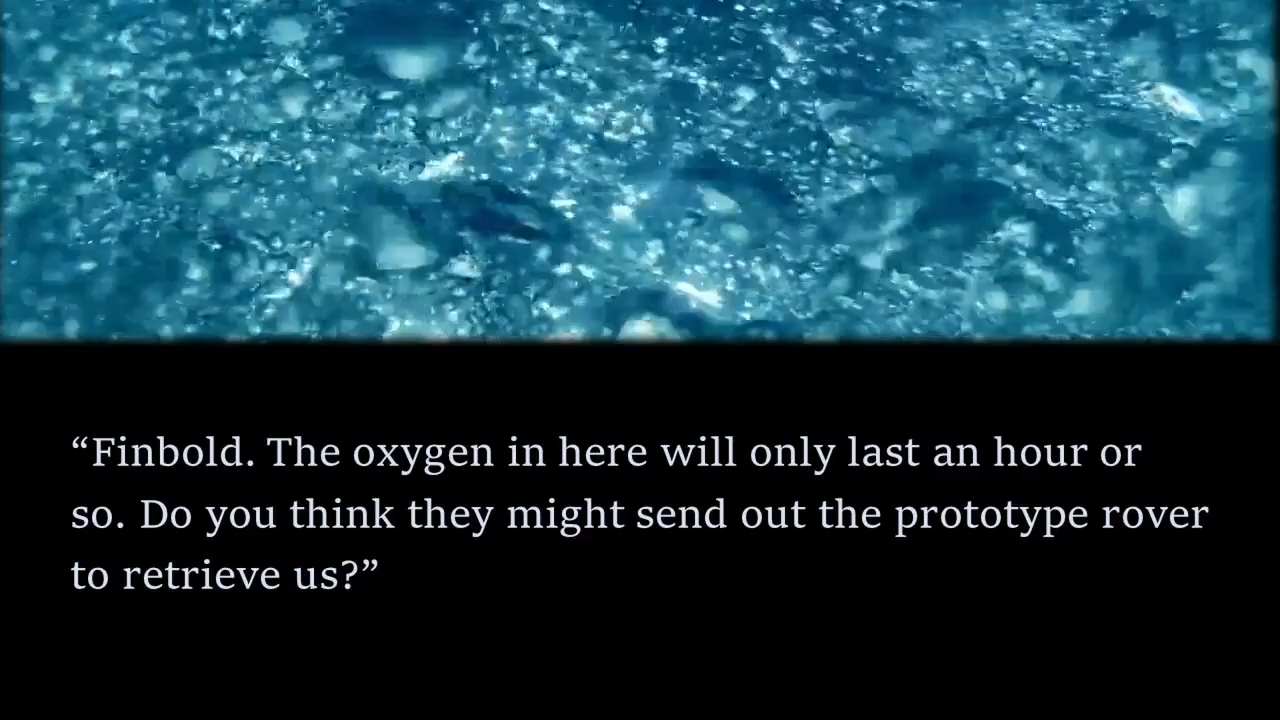 “Finbold. The oxygen in here will only last an hour or
so. Do you think they might send out the prototype rover
to retrieve us?”